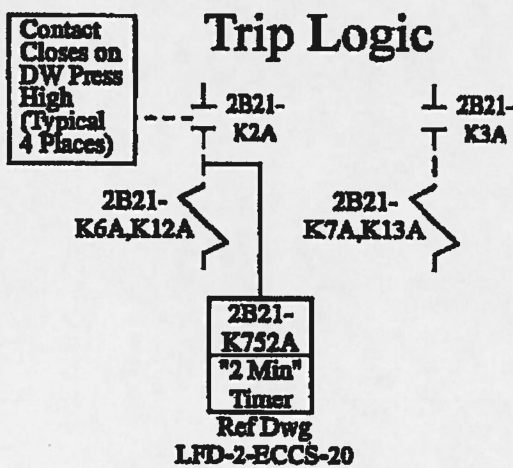 Trip Logic
Contact
Closes on
DW Press
High
(Typical
4 Places)
2B21-
K2A
2B21-
K3A
2B21-
K6A,K12A
2B21-
K7A,K13A
2B21-
K752A
"2 Min"
Timer
Ref Dwg
LFD-2-ECCS-20